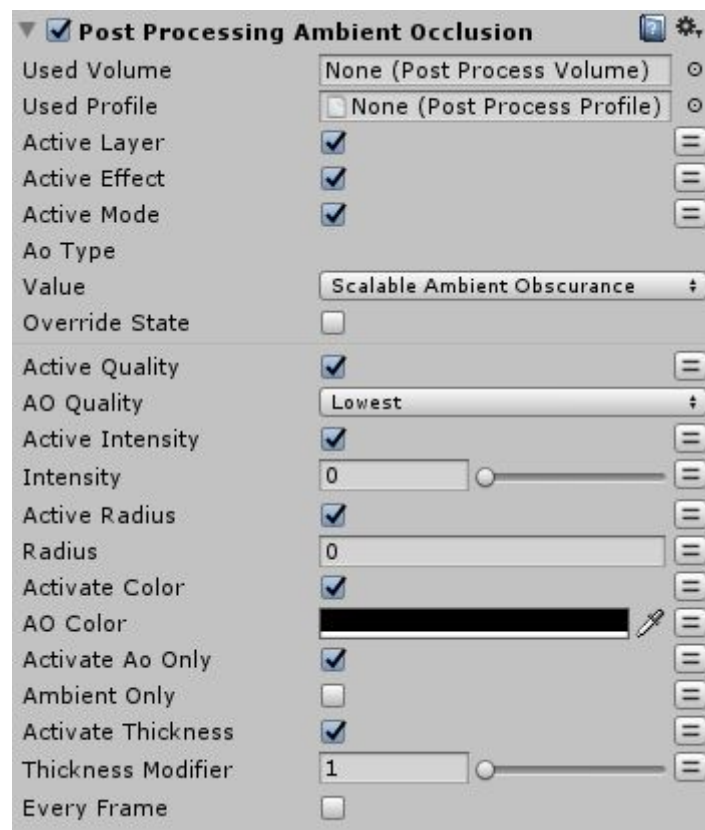 Post Processing Ambient Occlusion
Used Volume None (Post Process Volume)
Used Profile None (Post Process Profile)
Active Layer
Active Effect
Active Mode
Ao Type
Value Scalable Ambient Obscurance
Override State
Active Quality
AO Quality Lowest
Active Intensity
Intensity 0
Active Radius
Radius 0
Activate Color
AO Color
Activate Ao Only
Ambient Only
Activate Thickness
Thickness Modifier 1
Every Frame